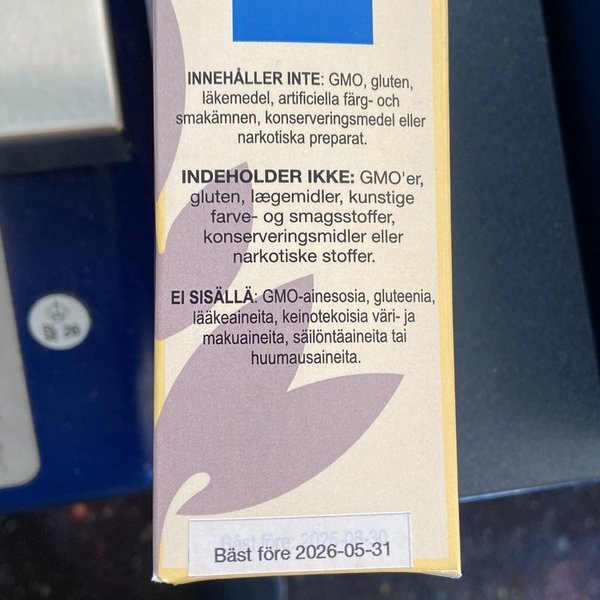 INNEHÅLLER INTE: GMO, gluten,
läkemedel, artificiella färg- och
smakämnen, konserveringsmedel eller
narkotiska preparat.
INDEHOLDER IKKE: GMO'er,
gluten, lægemidler, kunstige
farve- og smagsstoffer,
konserveringsmidler eller
narkotiske stoffer.
EI SISÄLLÄ: GMO-ainesosia, gluteenia,
lääkeaineita, keinotekoisia väri- ja
makuaineita, säilöntäaineita tai
huumausaineita.
Bäst före 2026-05-31